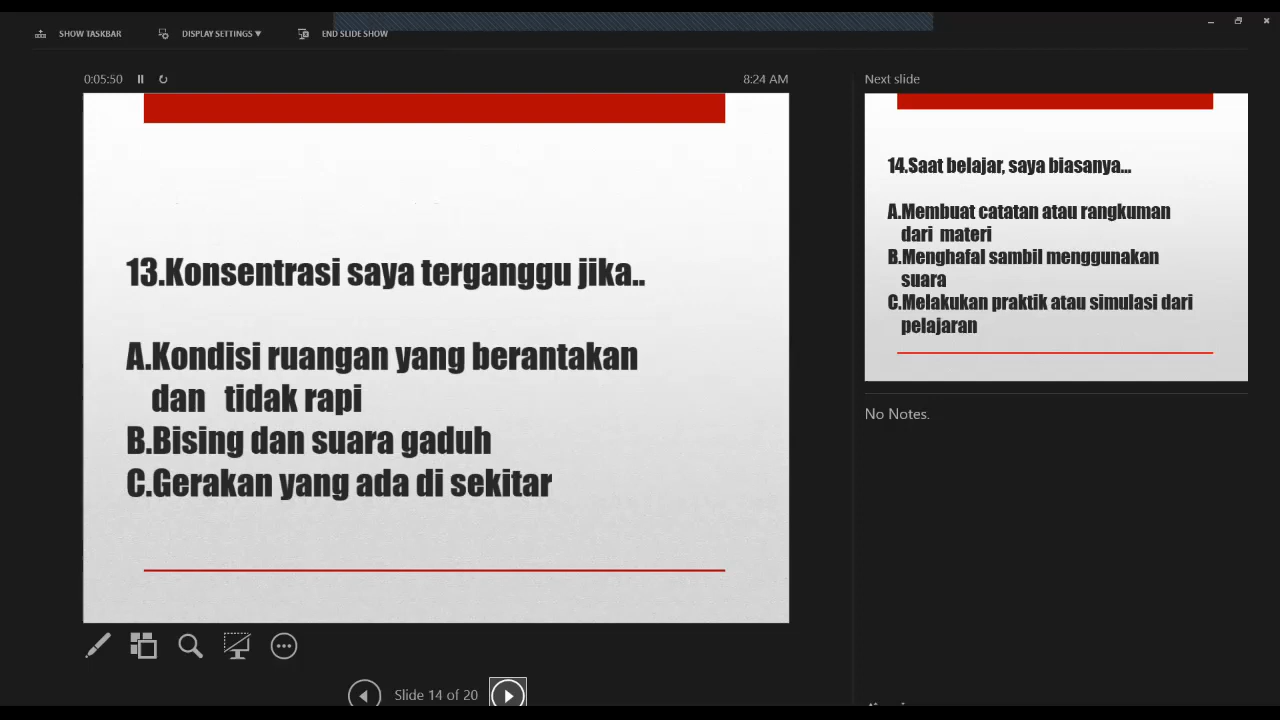 SHOW TASKBAR
DISPLAY SETTINGS
END SLIDE SHOW
0:05:50
8:24 AM
13.Konsentrasi saya terganggu jika..
A.Kondisi ruangan yang berantakan
dan tidak rapi
B.Bising dan suara gaduh
C.Gerakan yang ada di sekitar
Slide 14 of 20
Next slide
14.Saat belajar, saya biasanya...
A.Membuat catatan atau rangkuman
dari materi
B.Menghafal sambil menggunakan
suara
C.Melakukan praktik atau simulasi dari
pelajaran
No Notes.